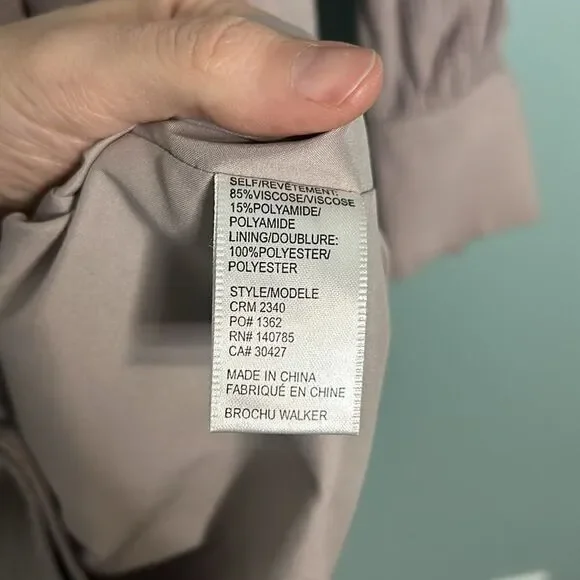 SELF/REVÊTEMENT:
85%VISCOSE/VISCOSE
15%POLYAMIDE/
POLYAMIDE
LINING/DOUBLURE:
100%POLYESTER/
POLYESTER
STYLE/MODELE
CRM 2340
PO# 1362
RN# 140785
CA# 30427
MADE IN CHINA
FABRIQUÉ EN CHINE
BROCHU WALKER